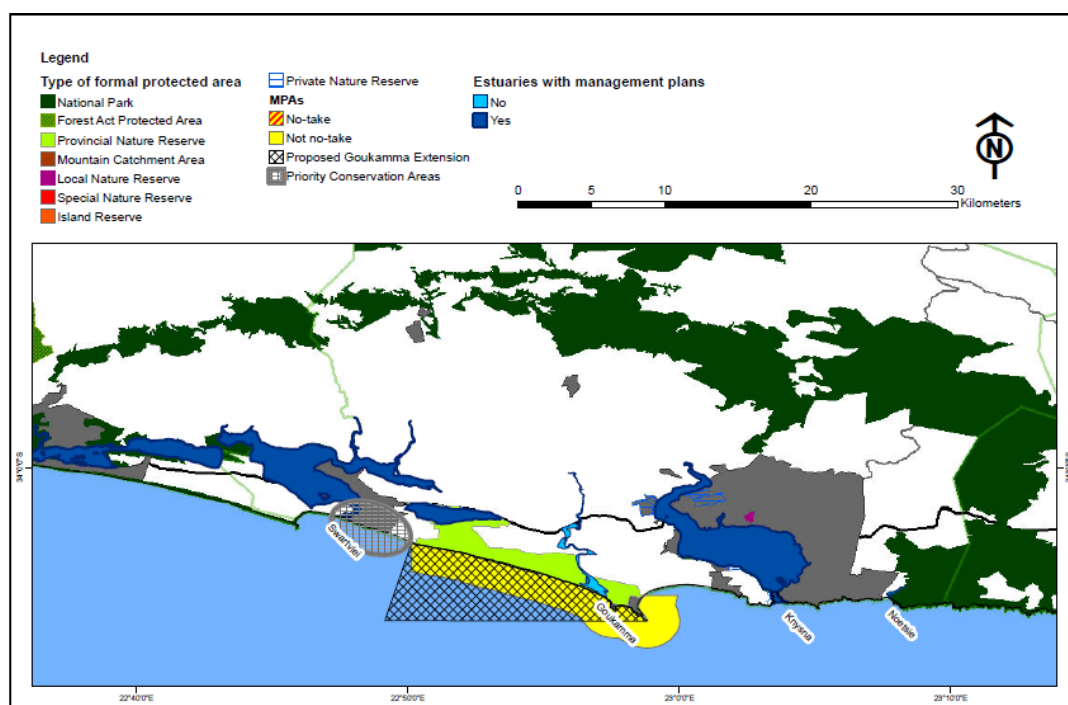 Legend
Type of formal protected area
National Park
Forest Act Protected Area
Provincial Nature Reserve
Mountain Catchment Area
Local Nature Reserve
Special Nature Reserve
Island Reserve
Private Nature Reserve
MPAs
No-take
Not no-take
Proposed Goukamma Extension
Priority Conservation Areas
Estuaries with management plans
No
Yes
N
0 5 10 20 30
Kilometers
34°0'0"S
Swartvlei
Goukamma
Knysna
Noetsie
22°40'0"E 22°50'0"E 23°0'0"E 23°10'0"E